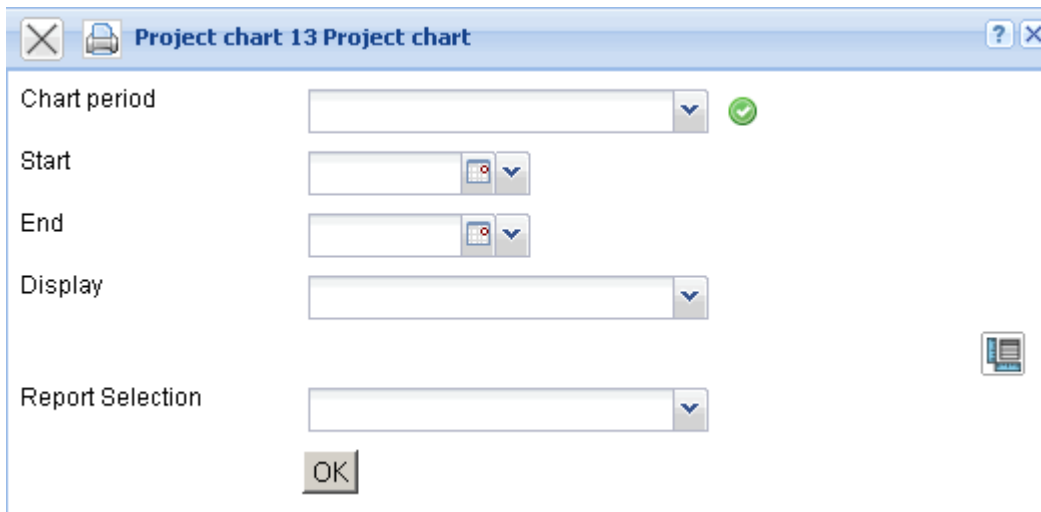 Project chart 13 Project chart
?
Chart period
Start
End
Display
Report Selection
OK